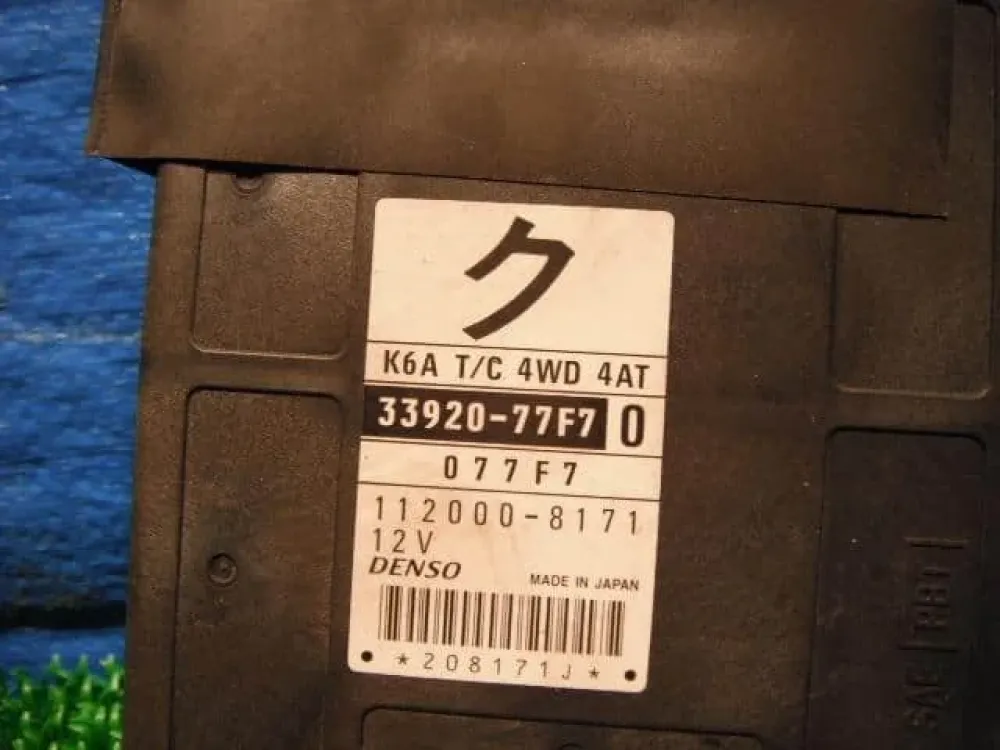 ク
K6A T/C 4WD 4AT
33920-77F7 0
077F7
112000-8171
12V
DENSO MADE IN JAPAN
*208171J*